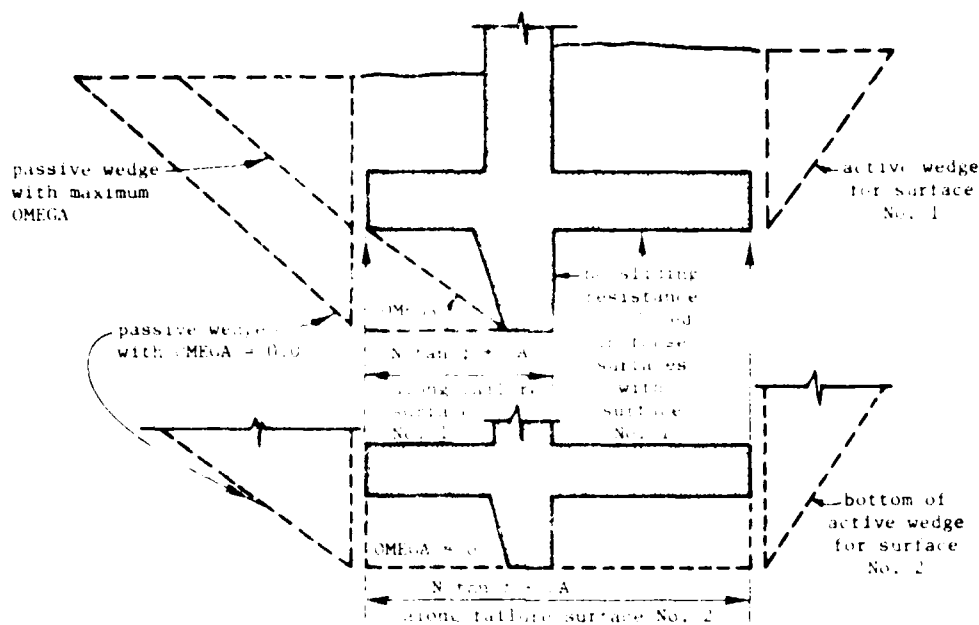 passive wedge
with maximum
OMEGA
active wedge
for surface
No. 1
sliding
resistance
surfaces
with
surface
passive wedge
with OMEGA = 0.0
N tan
A
along failure
No. 1
bottom of
active wedge
for surface
No. 2
OMEGA = 0
N tan
A
along failure surface No. 2